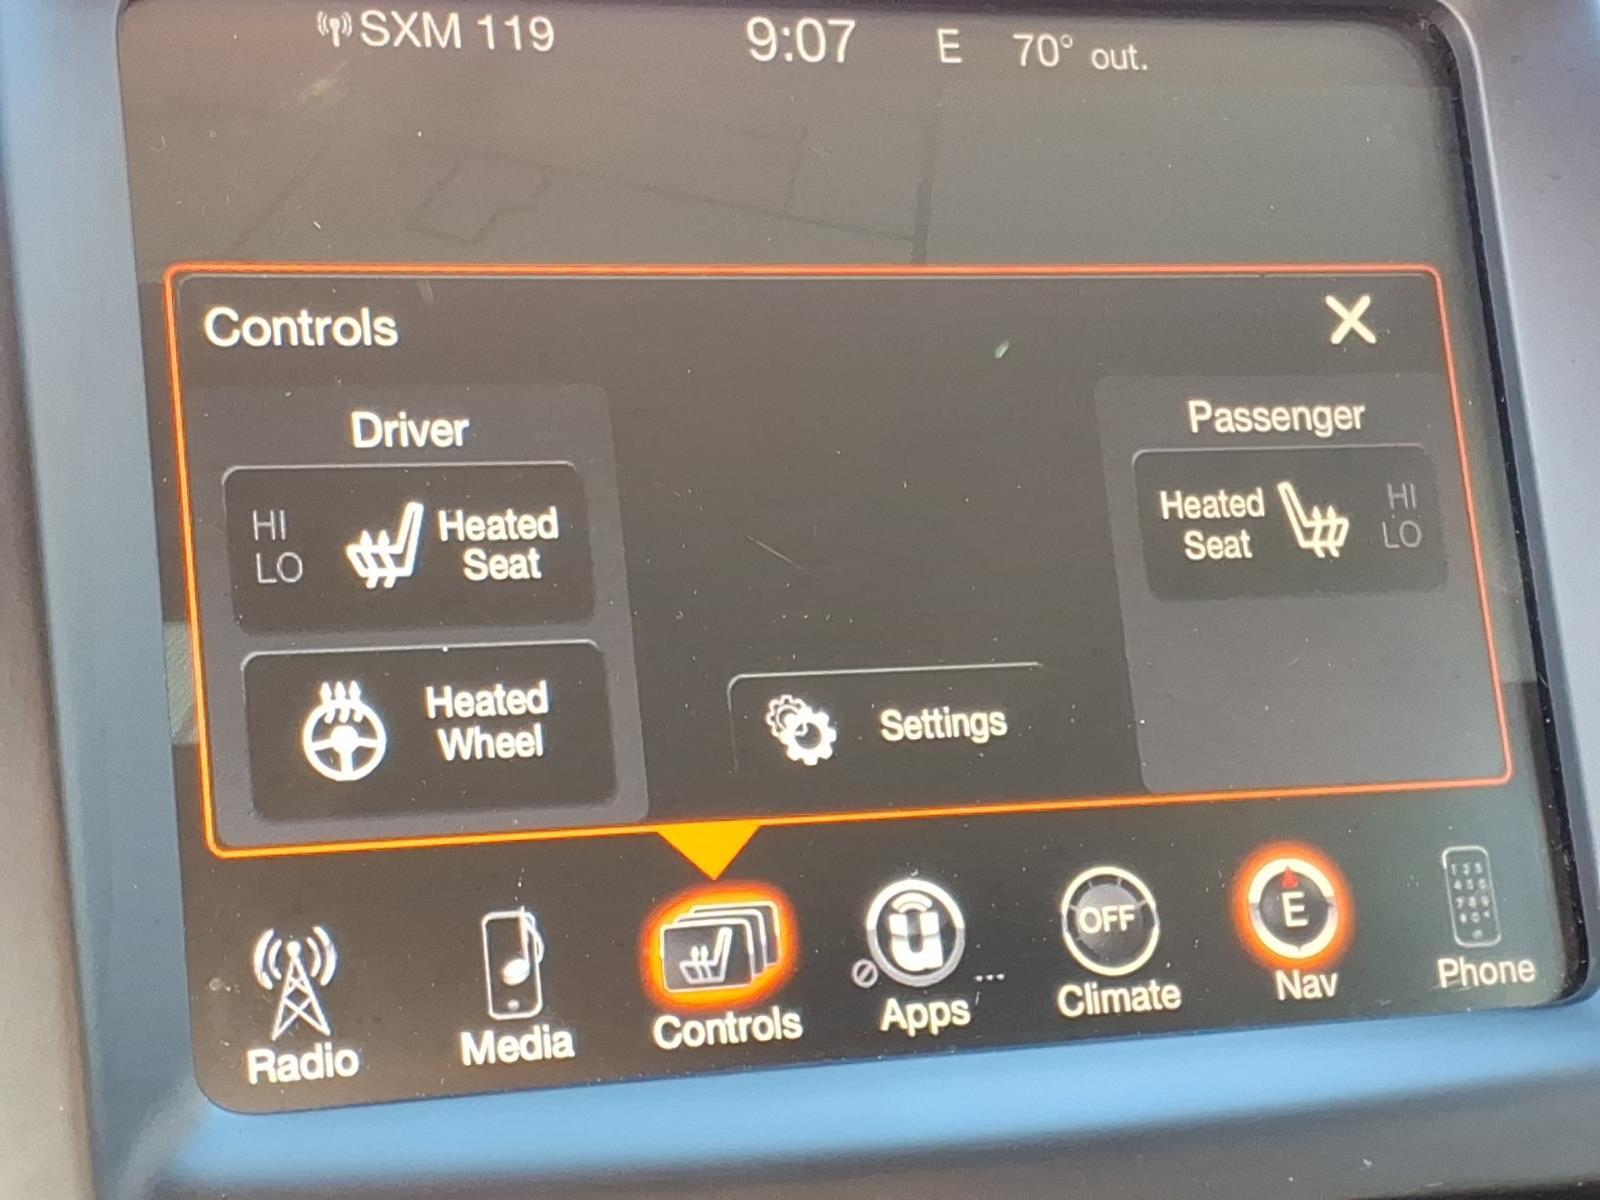 SXM 119 9:07 E 70° out.
Controls X
Driver
Passenger
HI
LO
Heated
Seat
Heated
Seat
HI
LO
Heated
Wheel
Settings
OFF
E
Radio
Media
Controls
Apps
...
Climate
Nav
Phone